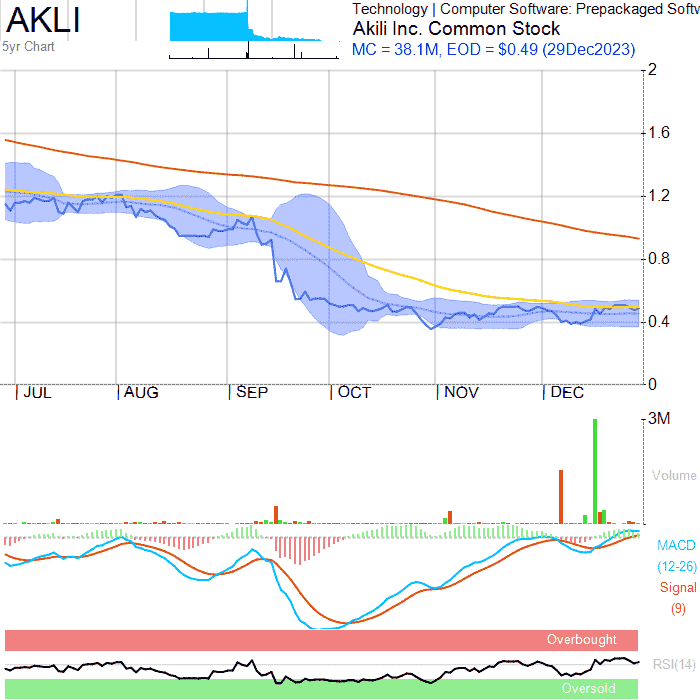 AKLI
5yr Chart
Technology | Computer Software: Prepackaged Softw
Akili Inc. Common Stock
MC = 38.1M, EOD = $0.49 (29Dec2023)
2
1.6
1.2
0.8
0.4
0
JUL AUG SEP OCT NOV DEC
3M
Volume
MACD
(12-26)
Signal
(9)
Overbought
RSI(14)
Oversold